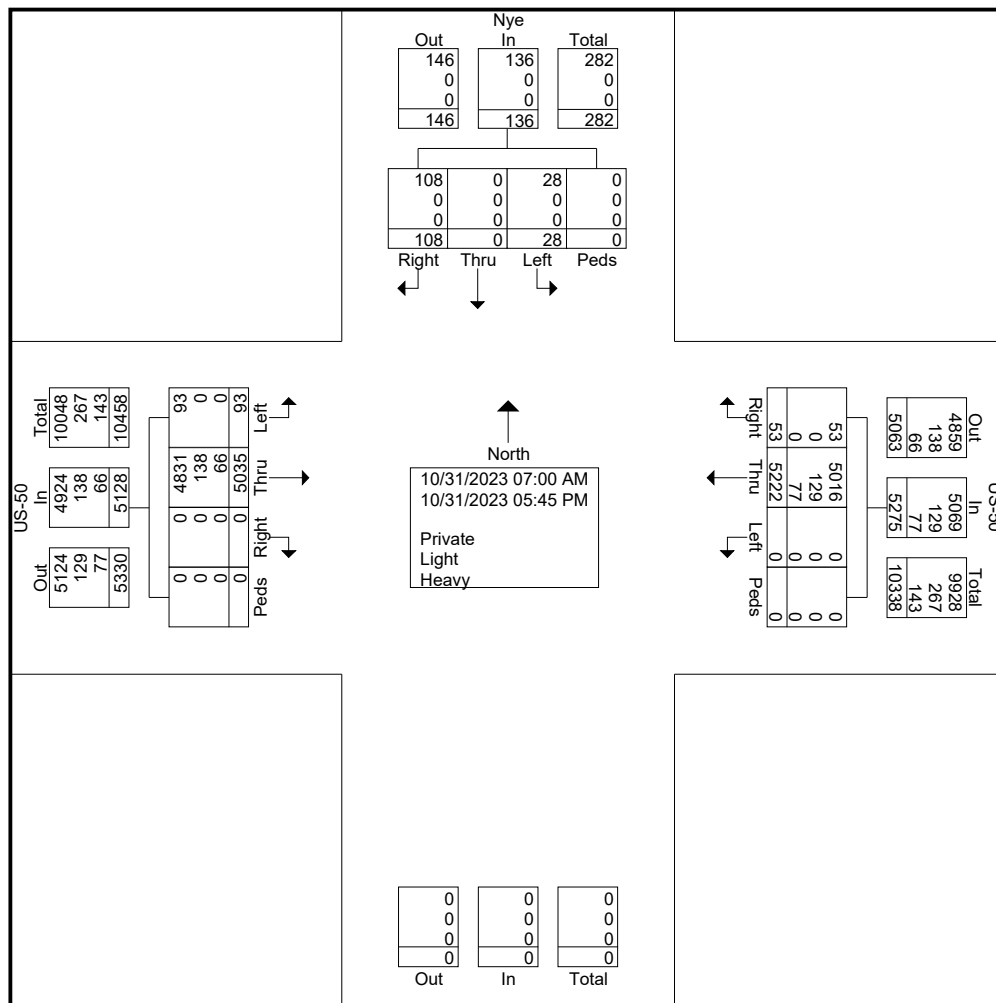 Nye
Out In Total
146 136 282
0 0 0
0 0 0
146 136 282
108 0 28 0
0 0 0 0
0 0 0 0
108 0 28 0
Right Thru Left Peds
US-50
Total In Out
10048 4924 5124
267 138 129
143 66 77
10458 5128 5330
Left Thru Right Peds
93 4831 0 0
0 138 0 0
0 66 0 0
93 5035 0 0
North
10/31/2023 07:00 AM
10/31/2023 05:45 PM
Private
Light
Heavy
Right Thru Left Peds
53 5016 0 0
0 129 0 0
0 77 0 0
53 5222 0 0
US-50
Out In Total
4859 5069 9928
138 129 267
66 77 143
5063 5275 10338
0 0 0
0 0 0
0 0 0
0 0 0
Out In Total